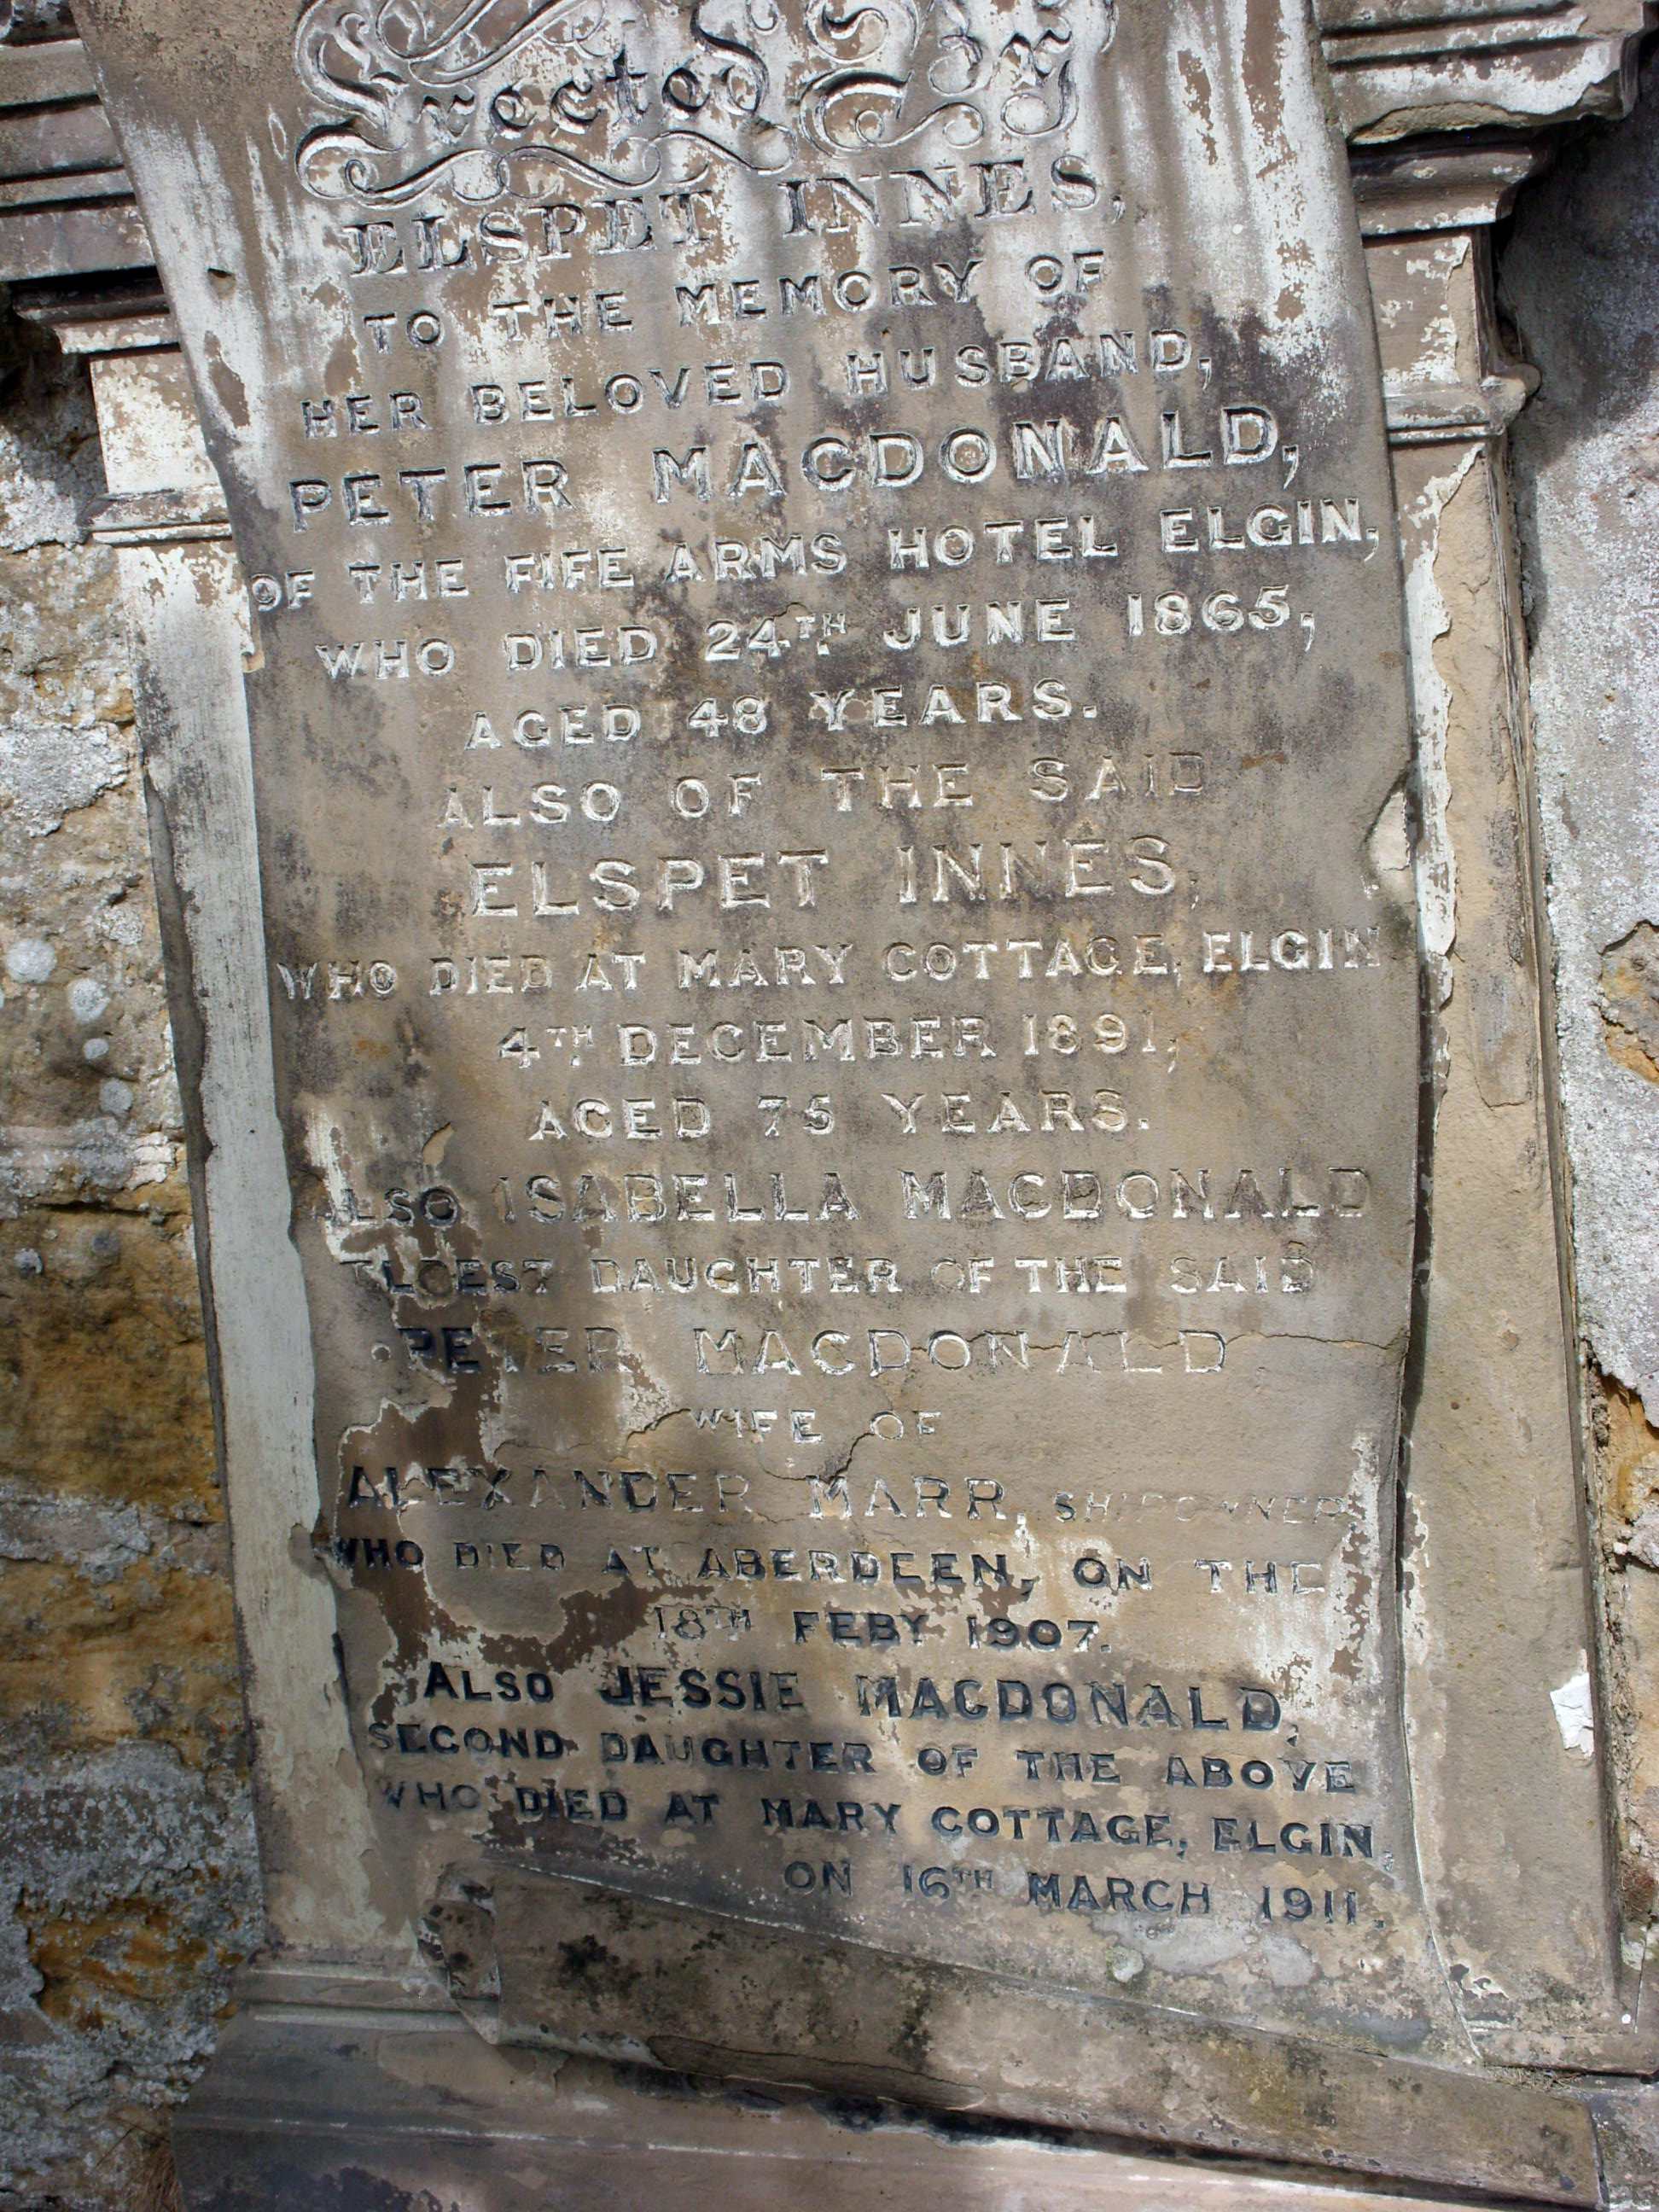 Erected By
ELSPET INNES,
TO THE MEMORY OF
HER BELOVED HUSBAND,
PETER MACDONALD,
OF THE FIFE ARMS HOTEL ELGIN,
WHO DIED 24TH JUNE 1865,
AGED 48 YEARS.
ALSO OF THE SAID
ELSPET INNES,
WHO DIED AT MARY COTTAGE, ELGIN
4TH DECEMBER 1891,
AGED 75 YEARS.
ALSO ISABELLA MACDONALD
ELDEST DAUGHTER OF THE SAID
PETER MACDONALD
WIFE OF
ALEXANDER MARR, SHIPOWNER
WHO DIED AT ABERDEEN, ON THE
18TH FEBY 1907.
ALSO JESSIE MACDONALD,
SECOND DAUGHTER OF THE ABOVE
WHO DIED AT MARY COTTAGE, ELGIN,
ON 16TH MARCH 1911.